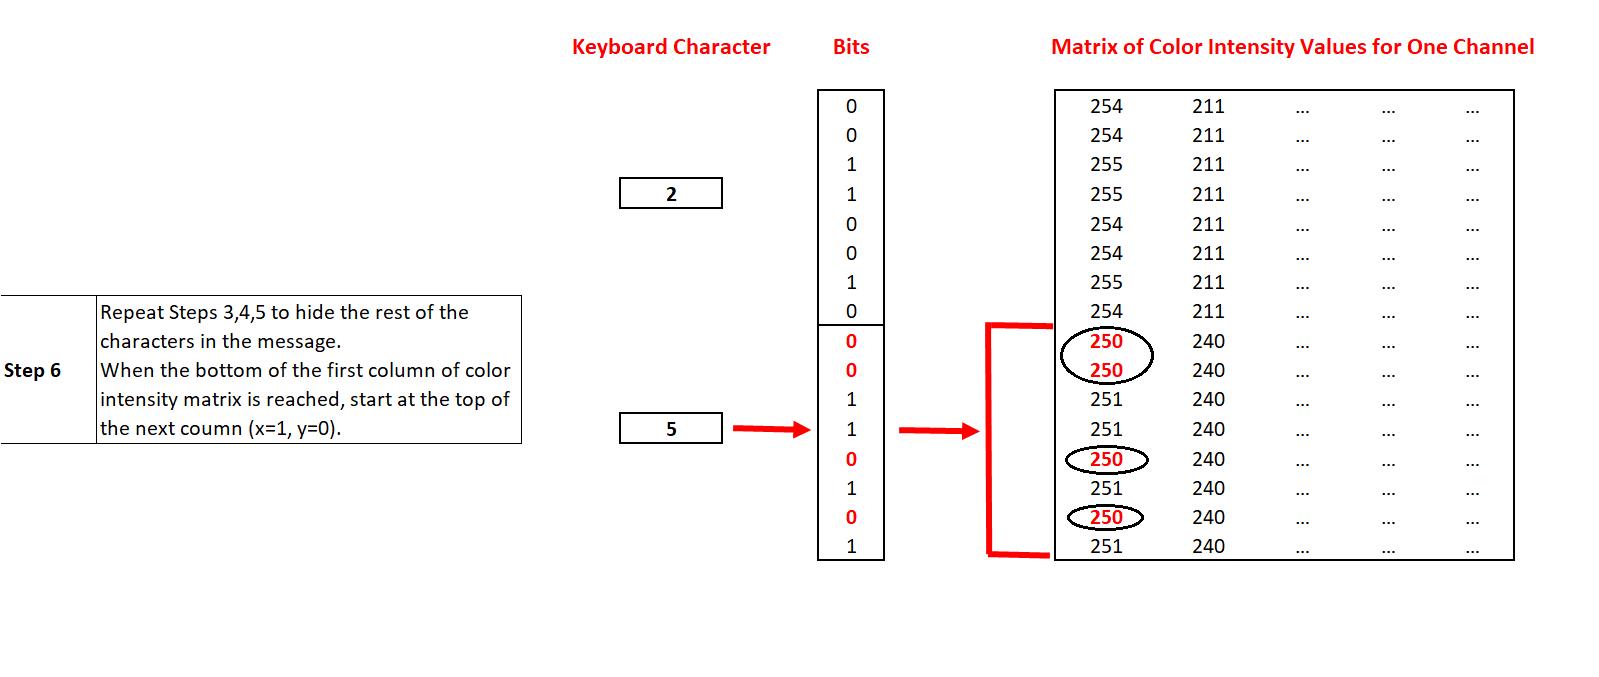 Keyboard Character Bits Matrix of Color Intensity Values for One Channel
0 254 211 ... ... ...
0 254 211 ... ... ...
1 255 211 ... ... ...
2 1 255 211 ... ... ...
0 254 211 ... ... ...
0 254 211 ... ... ...
1 255 211 ... ... ...
Repeat Steps 3,4,5 to hide the rest of the 0 254 211 ... ... ...
characters in the message. 0 250 240 ... ... ...
Step 6 When the bottom of the first column of color 0 250 240 ... ... ...
intensity matrix is reached, start at the top of 1 251 240 ... ... ...
the next coumn (x=1, y=0). 5 1 251 240 ... ... ...
0 250 240 ... ... ...
1 251 240 ... ... ...
0 250 240 ... ... ...
1 251 240 ... ... ...